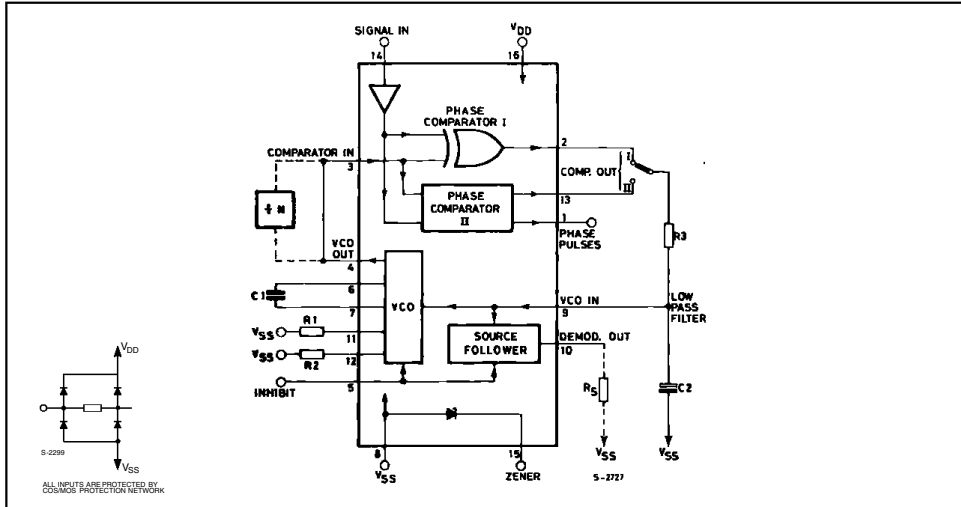 SIGNAL IN
14
VDD
16
PHASE
COMPARATOR I
2
COMPARATOR IN
3
COMP. OUT
I
II
13
÷ N
PHASE
COMPARATOR
II
1
PHASE
PULSES
R3
VCO
OUT
4
6
C1
7
VCO
VCO IN
9
LOW
PASS
FILTER
VSS
R1
11
SOURCE
FOLLOWER
DEMOD. OUT
10
VSS
R2
12
INHIBIT
5
RS
C2
VDD
S-2299
VSS
8
VSS
15
ZENER
VSS
VSS
S-2727
ALL INPUTS ARE PROTECTED BY
COS/MOS PROTECTION NETWORK